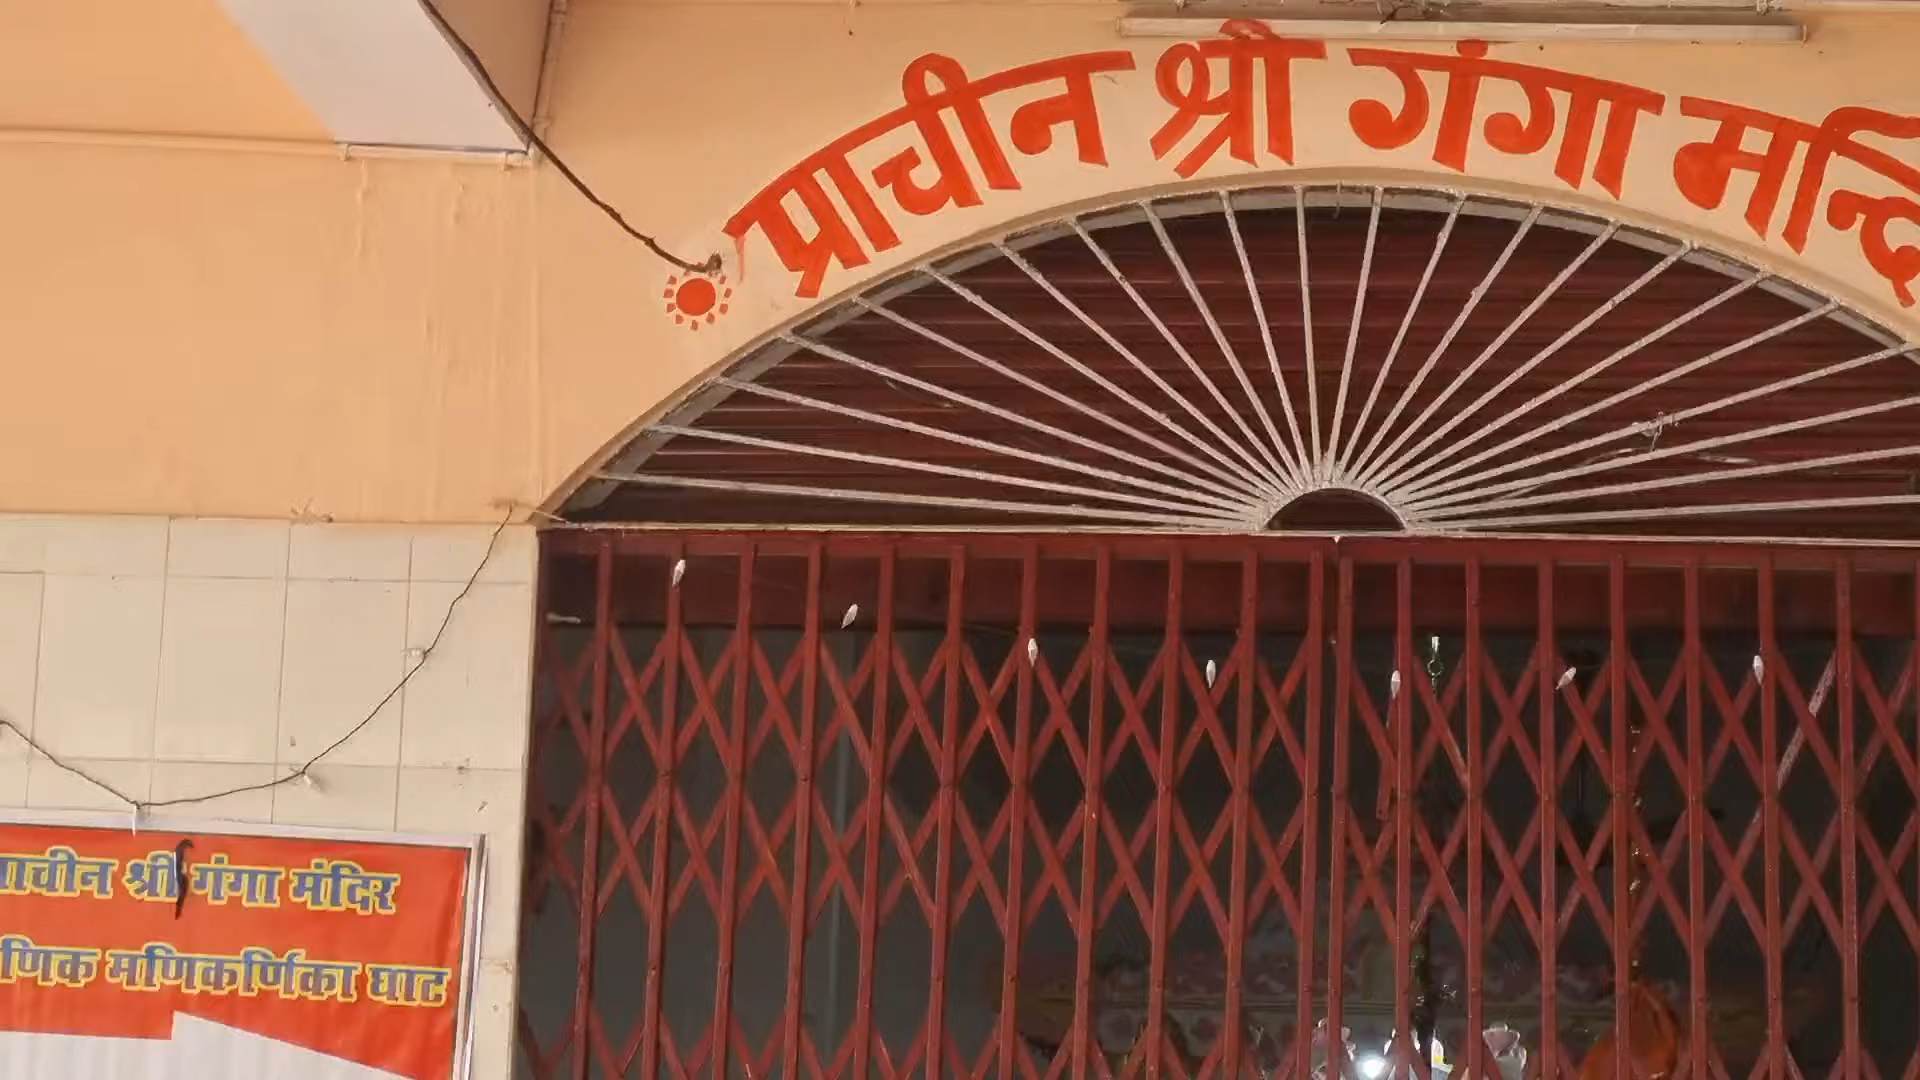 प्राचीन श्री गंगा मन्दि
प्राचीन श्री गंगा मंदिर
णिक मणिकर्णिका घाट